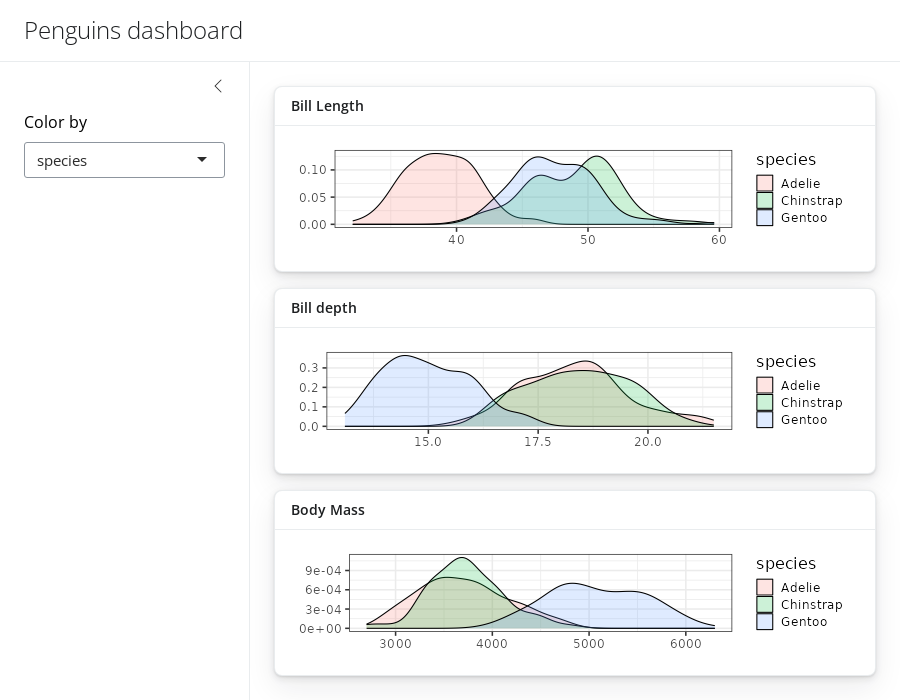 Penguins dashboard
Color by
species
Bill Length
0.10
0.05
0.00
40 50 60
species
Adelie
Chinstrap
Gentoo
Bill depth
0.3
0.2
0.1
0.0
15.0 17.5 20.0
species
Adelie
Chinstrap
Gentoo
Body Mass
9e-04
6e-04
3e-04
0e+00
3000 4000 5000 6000
species
Adelie
Chinstrap
Gentoo